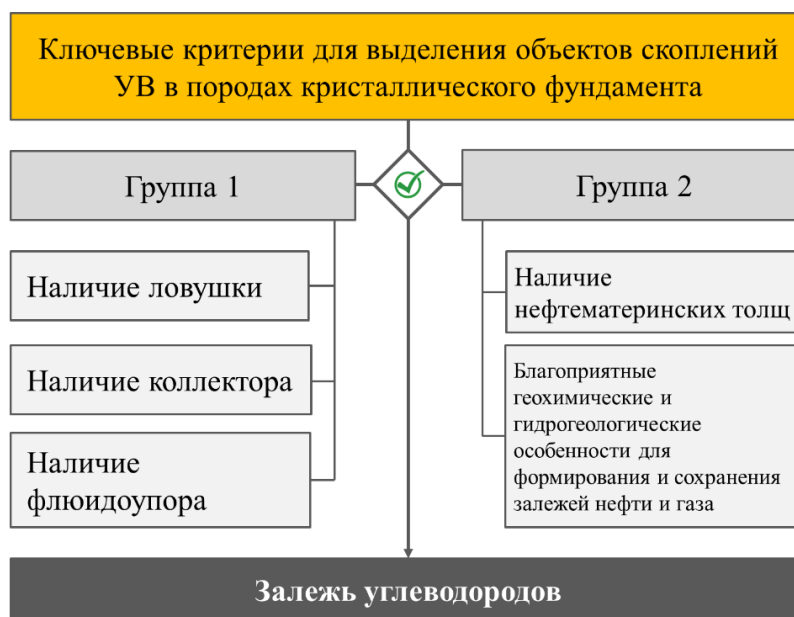 Ключевые критерии для выделения объектов скоплений
УВ в породах кристаллического фундамента
Группа 1
Наличие ловушки
Наличие коллектора
Наличие
флюидоупора
Группа 2
Наличие
нефтематеринских толщ
Благоприятные
геохимические и
гидрогеологические
особенности для
формирования и сохранения
залежей нефти и газа
Залежь углеводородов